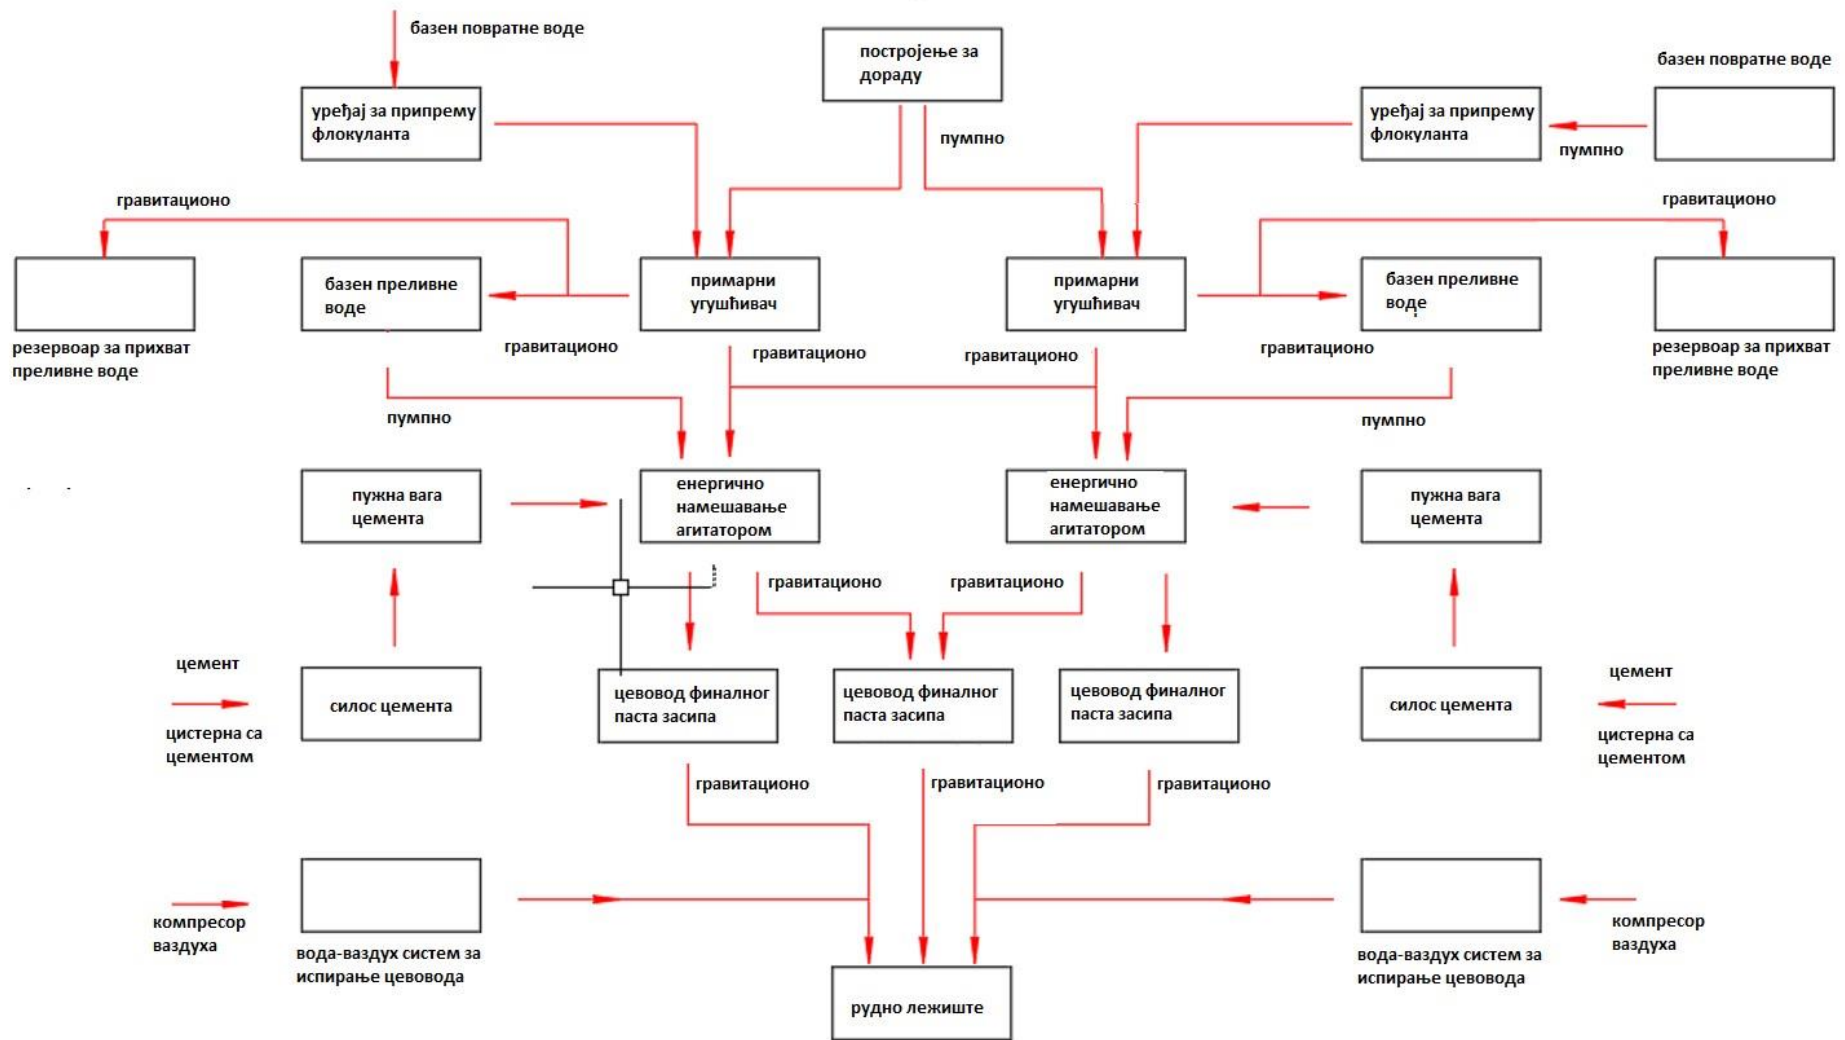 базен повратне воде
постројење за
дораду
базен повратне воде
уређај за припрему
флокуланта
пумпно
уређај за припрему
флокуланта
пумпно
гравитационо
гравитационо
базен преливне
воде
примарни
угушћивач
примарни
угушћивач
базен преливне
воде
резервоар за прихват
преливне воде
гравитационо
гравитационо
гравитационо
гравитационо
резервоар за прихват
преливне воде
пумпно
пумпно
пужна вага
цемента
енергично
намешавање
агитатором
енергично
намешавање
агитатором
пужна вага
цемента
гравитационо
гравитационо
цемент
цистерна са
цементом
силос цемента
цевовод финалног
паста засипа
цевовод финалног
паста засипа
цевовод финалног
паста засипа
силос цемента
цемент
цистерна са
цементом
гравитационо
гравитационо
гравитационо
компресор
ваздуха
вода-ваздух систем за
испирање цевовода
рудно лежиште
вода-ваздух систем за
испирање цевовода
компресор
ваздуха